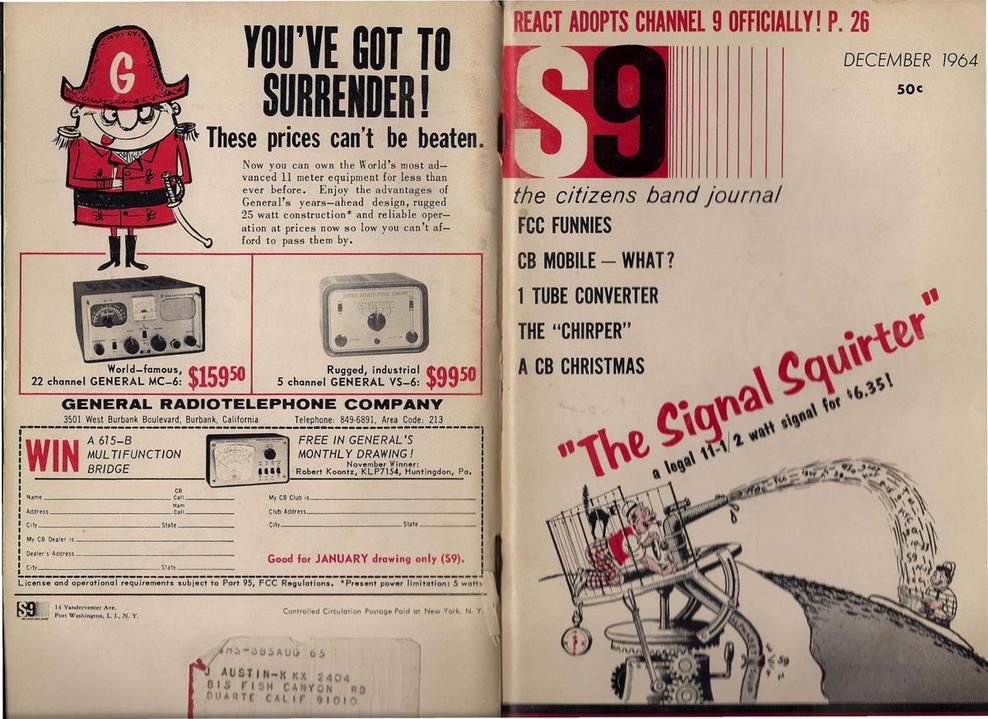 G
YOU'VE GOT TO
SURRENDER!
These prices can't be beaten.
Now you can own the World's most ad-
vanced 11 meter equipment for less than
ever before. Enjoy the advantages of
General's years-ahead design, rugged
25 watt construction* and reliable oper-
ation at prices now so low you can't af-
ford to pass them by.
World-famous,
22 channel GENERAL MC-6: $15950
Rugged, industrial
5 channel GENERAL VS-6: $9950
GENERAL RADIOTELEPHONE COMPANY
3501 West Burbank Boulevard, Burbank, California Telephone: 849-6891, Area Code: 213
WIN
A 615-B
MULTIFUNCTION
BRIDGE
FREE IN GENERAL'S
MONTHLY DRAWING!
November Winner:
Robert Koontz, KLP7154, Huntingdon, Pa.
Name CB Call
Address Ham Call
City State
My CB Dealer is
Dealer's Address
City State
My CB Club is
Club Address
City State
Good for JANUARY drawing only (S9).
License and operational requirements subject to Part 95, FCC Regulations. *Present power limitation: 5 watts
S9
14 Vanderventer Ave.
Port Washington, L. I., N. Y.
Controlled Circulation Postage Paid at New York, N. Y.
J AUSTIN-K KX 2404
815 FISH CANYON RD
DUARTE CALIF 91010
REACT ADOPTS CHANNEL 9 OFFICIALLY! P. 26
S9
DECEMBER 1964
50¢
the citizens band journal
FCC FUNNIES
CB MOBILE — WHAT?
1 TUBE CONVERTER
THE "CHIRPER"
A CB CHRISTMAS
"The Signal Squirter"
a legal 11-1/2 watt signal for $6.35!